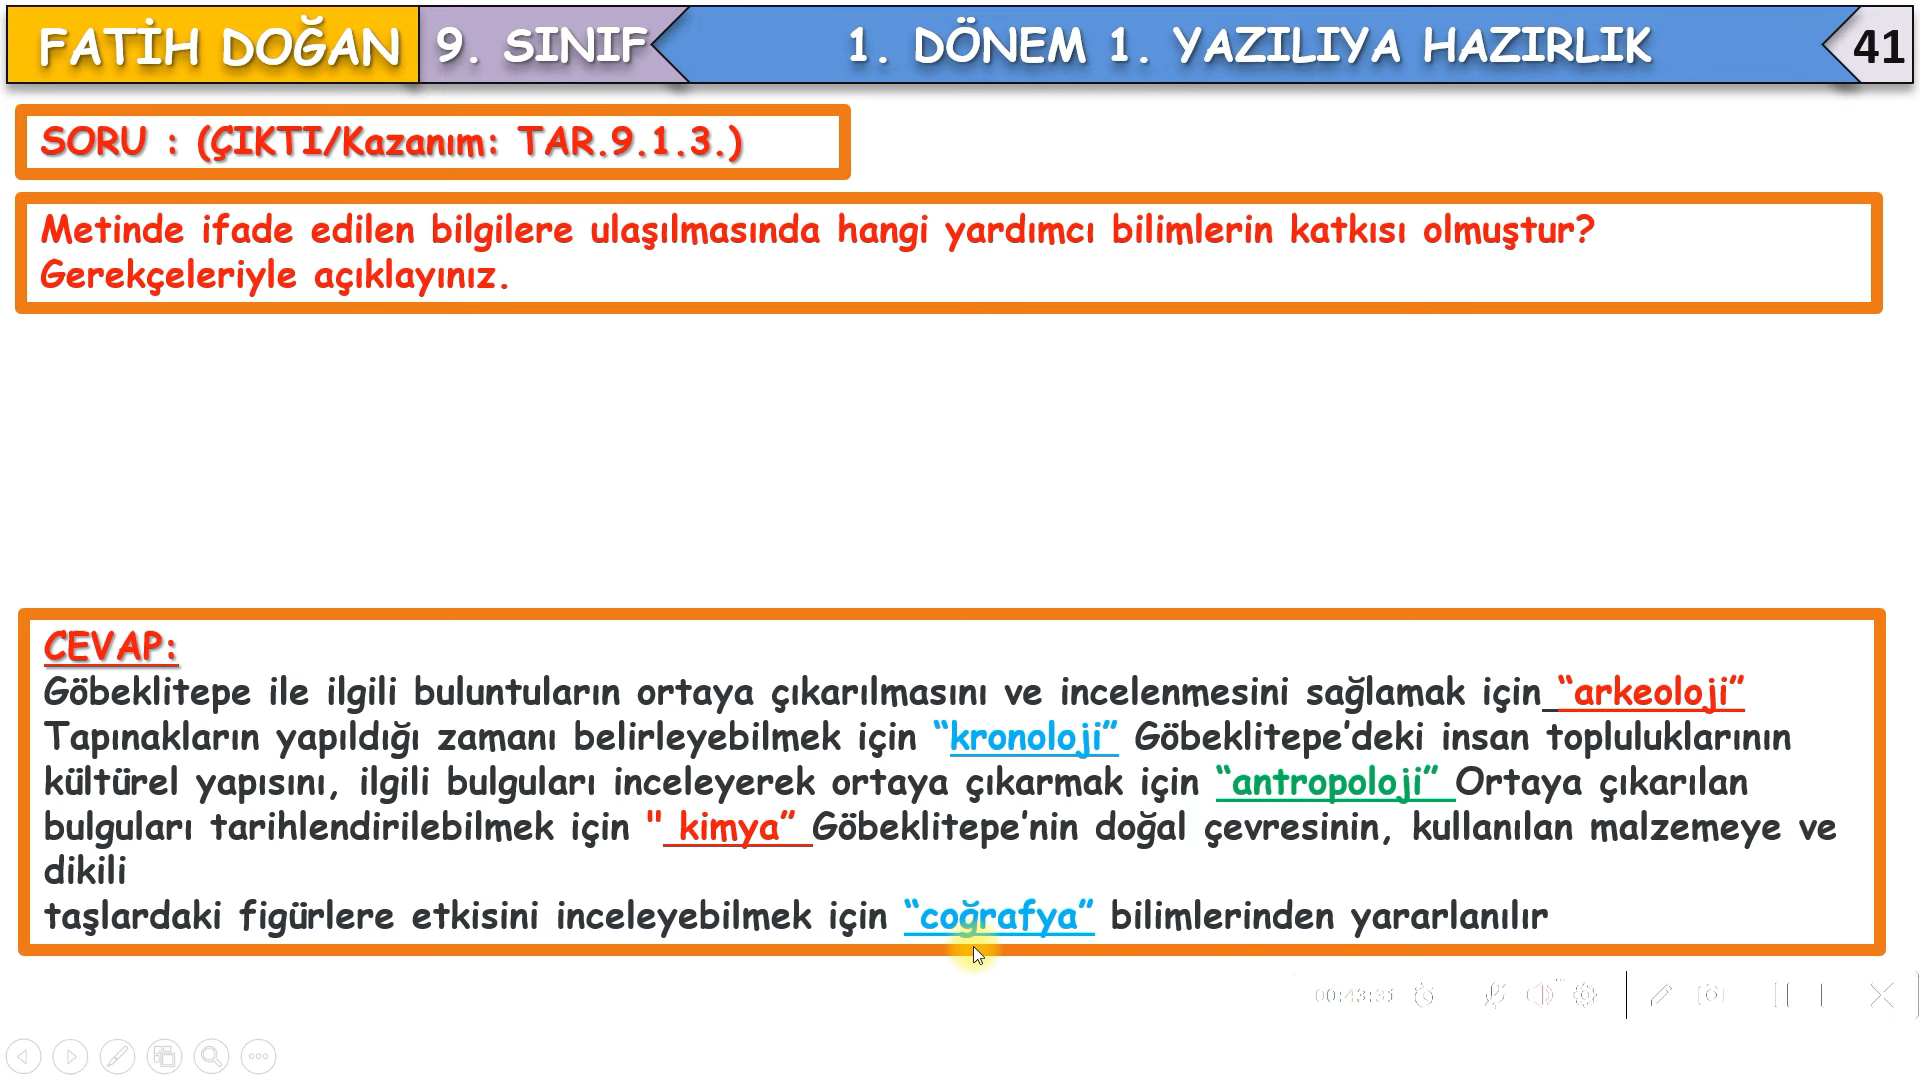 FATİH DOĞAN 9. SINIF 1. DÖNEM 1. YAZILIYA HAZIRLIK 41
SORU : (ÇIKTI/Kazanım: TAR.9.1.3.)
Metinde ifade edilen bilgilere ulaşılmasında hangi yardımcı bilimlerin katkısı olmuştur?
Gerekçeleriyle açıklayınız.
CEVAP:
Göbeklitepe ile ilgili buluntuların ortaya çıkarılmasını ve incelenmesini sağlamak için “arkeoloji”
Tapınakların yapıldığı zamanı belirleyebilmek için “kronoloji” Göbeklitepe’deki insan topluluklarının
kültürel yapısını, ilgili bulguları inceleyerek ortaya çıkarmak için “antropoloji” Ortaya çıkarılan
bulguları tarihlendirilebilmek için " kimya” Göbeklitepe’nin doğal çevresinin, kullanılan malzemeye ve
dikili
taşlardaki figürlere etkisini inceleyebilmek için “coğrafya” bilimlerinden yararlanılır
00:43:31